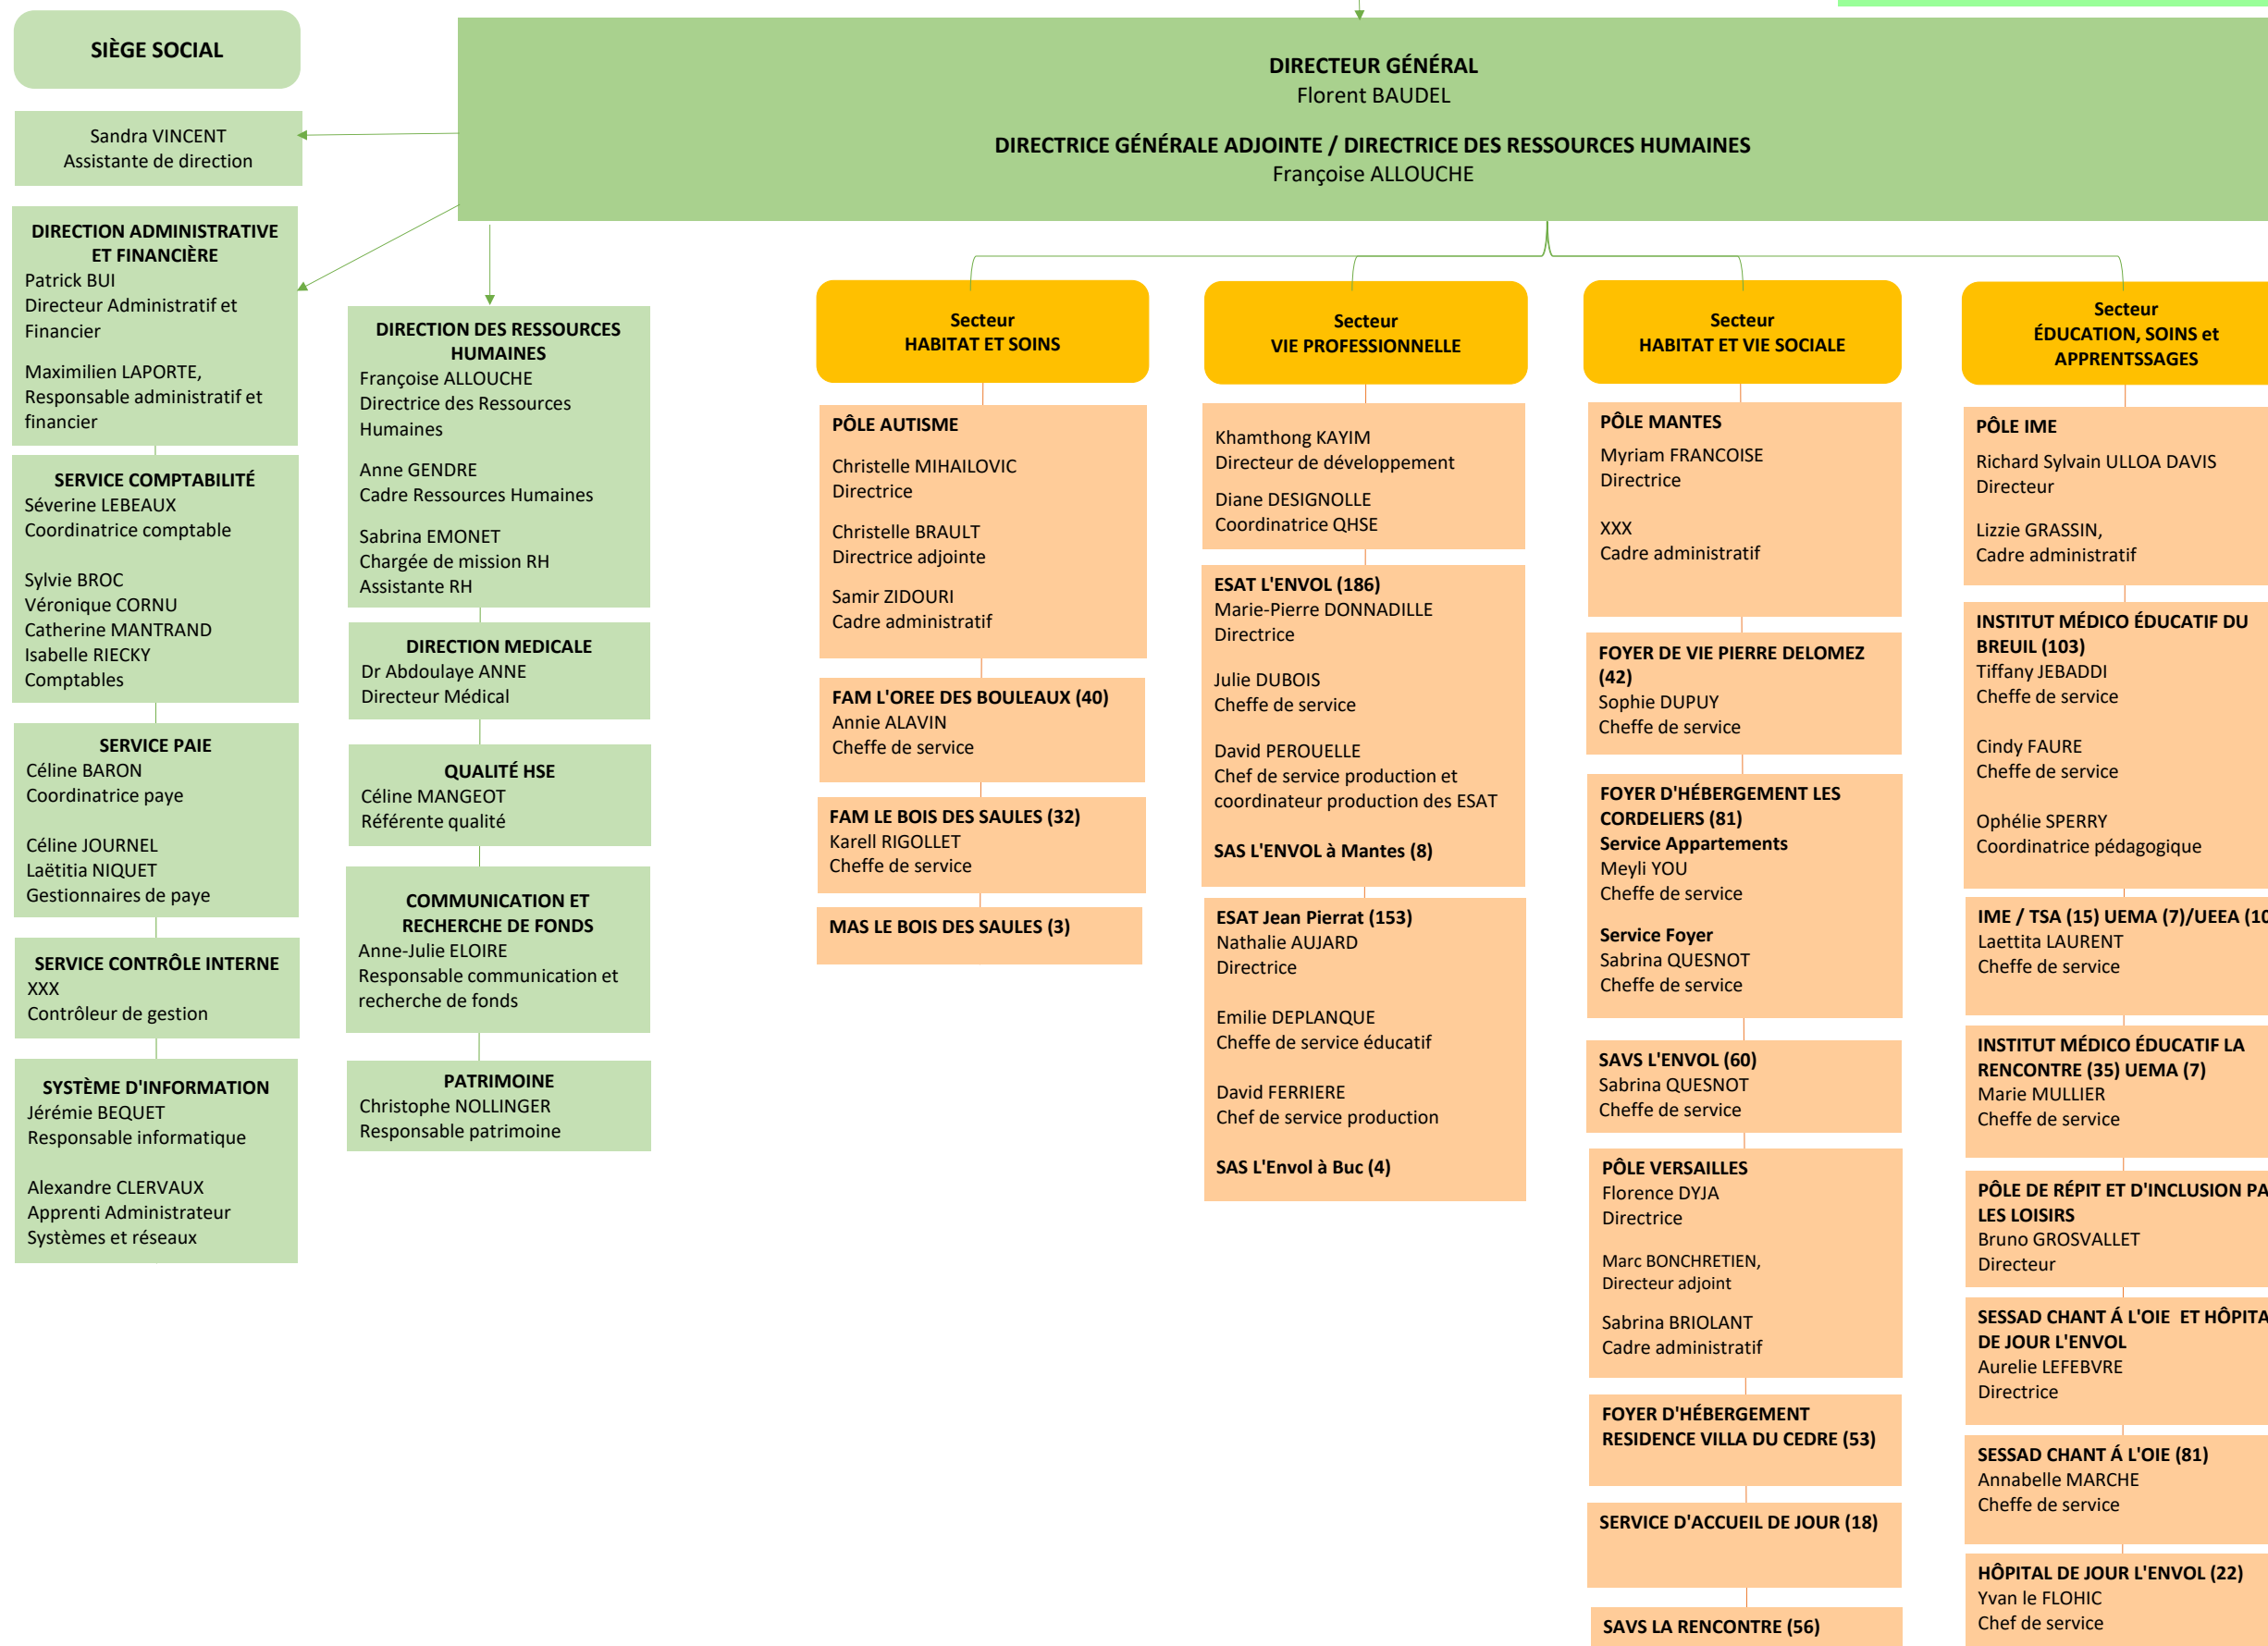 SIÈGE SOCIAL
Sandra VINCENT
Assistante de direction
DIRECTEUR GÉNÉRAL
Florent BAUDEL
DIRECTRICE GÉNÉRALE ADJOINTE / DIRECTRICE DES RESSOURCES HUMAINES
Françoise ALLOUCHE
DIRECTION ADMINISTRATIVE
ET FINANCIÈRE
Patrick BUI
Directeur Administratif et
Financier
Maximilien LAPORTE,
Responsable administratif et
financier
SERVICE COMPTABILITÉ
Séverine LEBEAUX
Coordinatrice comptable
Sylvie BROC
Véronique CORNU
Catherine MANTRAND
Isabelle RIECKY
Comptables
SERVICE PAIE
Céline BARON
Coordinatrice paye
Céline JOURNEL
Laëtitia NIQUET
Gestionnaires de paye
SERVICE CONTRÔLE INTERNE
XXX
Contrôleur de gestion
SYSTÈME D'INFORMATION
Jérémie BEQUET
Responsable informatique
Alexandre CLERVAUX
Apprenti Administrateur
Systèmes et réseaux
DIRECTION DES RESSOURCES
HUMAINES
Françoise ALLOUCHE
Directrice des Ressources
Humaines
Anne GENDRE
Cadre Ressources Humaines
Sabrina EMONET
Chargée de mission RH
Assistante RH
DIRECTION MEDICALE
Dr Abdoulaye ANNE
Directeur Médical
QUALITÉ HSE
Céline MANGEOT
Référente qualité
COMMUNICATION ET
RECHERCHE DE FONDS
Anne-Julie ELOIRE
Responsable communication et
recherche de fonds
PATRIMOINE
Christophe NOLLINGER
Responsable patrimoine
Secteur
HABITAT ET SOINS
PÔLE AUTISME
Christelle MIHAILOVIC
Directrice
Christelle BRAULT
Directrice adjointe
Samir ZIDOURI
Cadre administratif
FAM L'OREE DES BOULEAUX (40)
Annie ALAVIN
Cheffe de service
FAM LE BOIS DES SAULES (32)
Karell RIGOLLET
Cheffe de service
MAS LE BOIS DES SAULES (3)
Secteur
VIE PROFESSIONNELLE
Khamthong KAYIM
Directeur de développement
Diane DESIGNOLLE
Coordinatrice QHSE
ESAT L'ENVOL (186)
Marie-Pierre DONNADILLE
Directrice
Julie DUBOIS
Cheffe de service
David PEROUELLE
Chef de service production et
coordinateur production des ESAT
SAS L'ENVOL à Mantes (8)
ESAT Jean Pierrat (153)
Nathalie AUJARD
Directrice
Emilie DEPLANQUE
Cheffe de service éducatif
David FERRIERE
Chef de service production
SAS L'Envol à Buc (4)
Secteur
HABITAT ET VIE SOCIALE
PÔLE MANTES
Myriam FRANCOISE
Directrice
XXX
Cadre administratif
FOYER DE VIE PIERRE DELOMEZ
(42)
Sophie DUPUY
Cheffe de service
FOYER D'HÉBERGEMENT LES
CORDELIERS (81)
Service Appartements
Meyli YOU
Cheffe de service
Service Foyer
Sabrina QUESNOT
Cheffe de service
SAVS L'ENVOL (60)
Sabrina QUESNOT
Cheffe de service
PÔLE VERSAILLES
Florence DYJA
Directrice
Marc BONCHRETIEN,
Directeur adjoint
Sabrina BRIOLANT
Cadre administratif
FOYER D'HÉBERGEMENT
RESIDENCE VILLA DU CEDRE (53)
SERVICE D'ACCUEIL DE JOUR (18)
SAVS LA RENCONTRE (56)
Secteur
ÉDUCATION, SOINS et
APPRENTSSAGES
PÔLE IME
Richard Sylvain ULLOA DAVIS
Directeur
Lizzie GRASSIN,
Cadre administratif
INSTITUT MÉDICO ÉDUCATIF DU
BREUIL (103)
Tiffany JEBADDI
Cheffe de service
Cindy FAURE
Cheffe de service
Ophélie SPERRY
Coordinatrice pédagogique
IME / TSA (15) UEMA (7)/UEEA (10
Laettita LAURENT
Cheffe de service
INSTITUT MÉDICO ÉDUCATIF LA
RENCONTRE (35) UEMA (7)
Marie MULLIER
Cheffe de service
PÔLE DE RÉPIT ET D'INCLUSION PA
LES LOISIRS
Bruno GROSVALLET
Directeur
SESSAD CHANT Á L'OIE ET HÔPITA
DE JOUR L'ENVOL
Aurelie LEFEBVRE
Directrice
SESSAD CHANT Á L'OIE (81)
Annabelle MARCHE
Cheffe de service
HÔPITAL DE JOUR L'ENVOL (22)
Yvan le FLOHIC
Chef de service